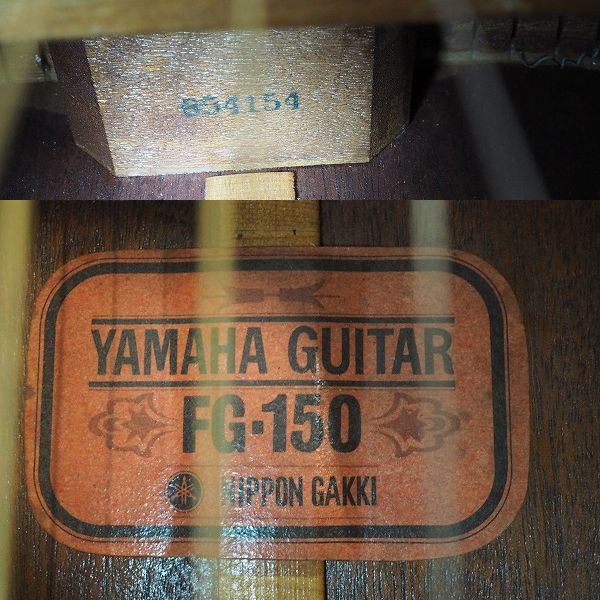 854154
YAMAHA GUITAR
FG·150
NIPPON GAKKI